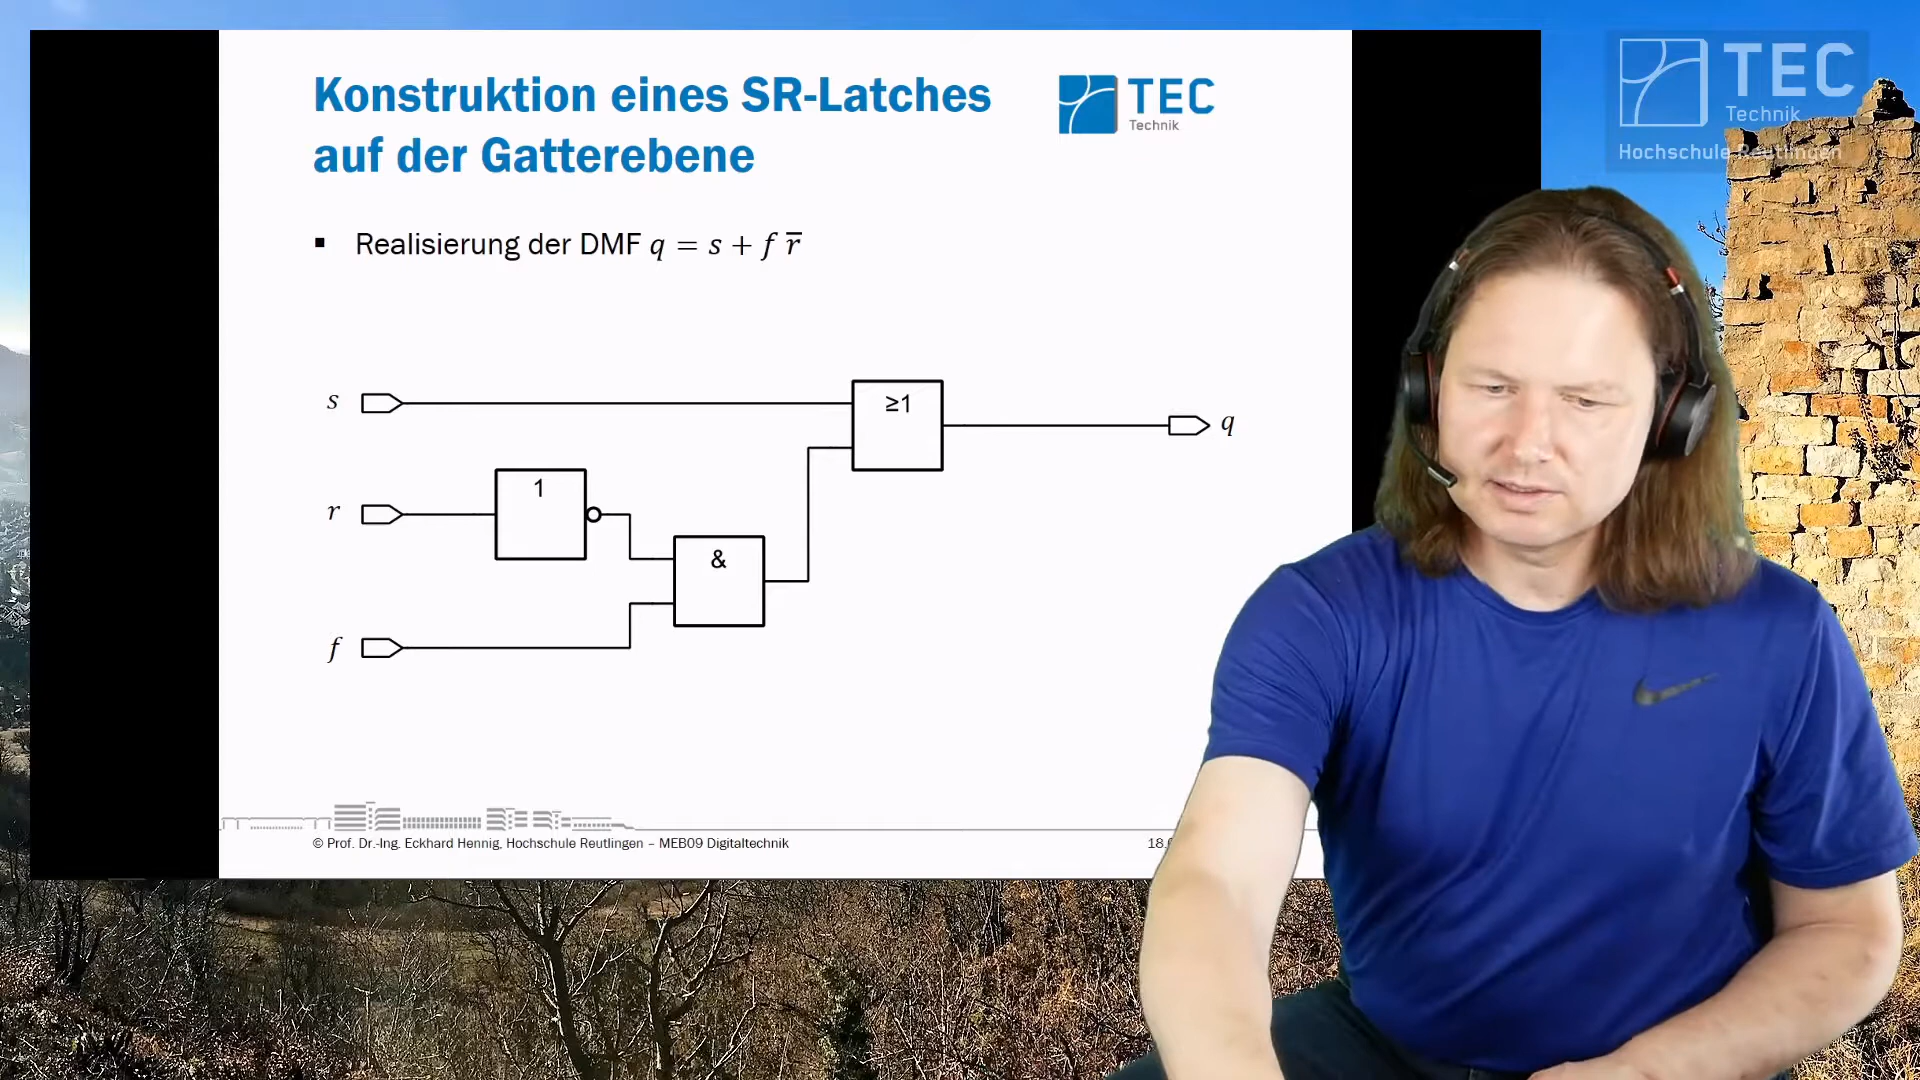 Konstruktion eines SR-Latches
auf der Gatterebene
TEC
Technik
TEC
Technik
Hochschule Reutlingen
▪ Realisierung der DMF q = s + f r̅
s
≥1
q
r
1
&
f
© Prof. Dr.-Ing. Eckhard Hennig, Hochschule Reutlingen – MEB09 Digitaltechnik